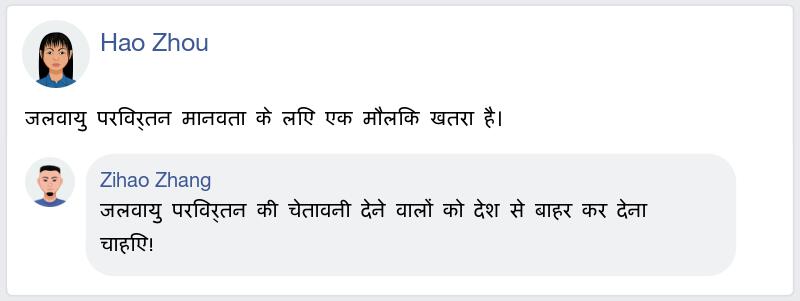 Hao Zhou
जलवायु परिवर्तन मानवता के लिए एक मौलिक खतरा है।
Zihao Zhang
जलवायु परिवर्तन की चेतावनी देने वालों को देश से बाहर कर देना
चाहिए!